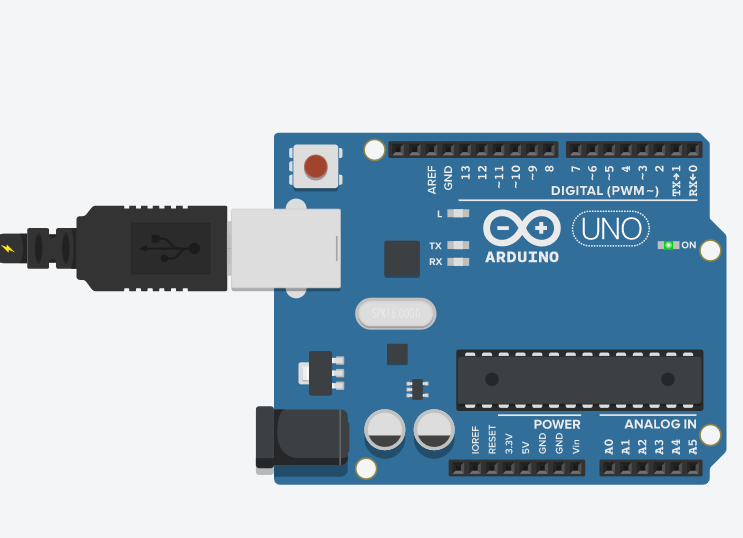 AREF
GND
13
12
~11
~10
~9
8
7
~6
~5
4
~3
2
TX→1
RX←0
DIGITAL (PWM~)
L
TX
RX
UNO
ARDUINO
ON
SPK16.000G
POWER
ANALOG IN
IOREF
RESET
3.3V
5V
GND
GND
Vin
A0
A1
A2
A3
A4
A5